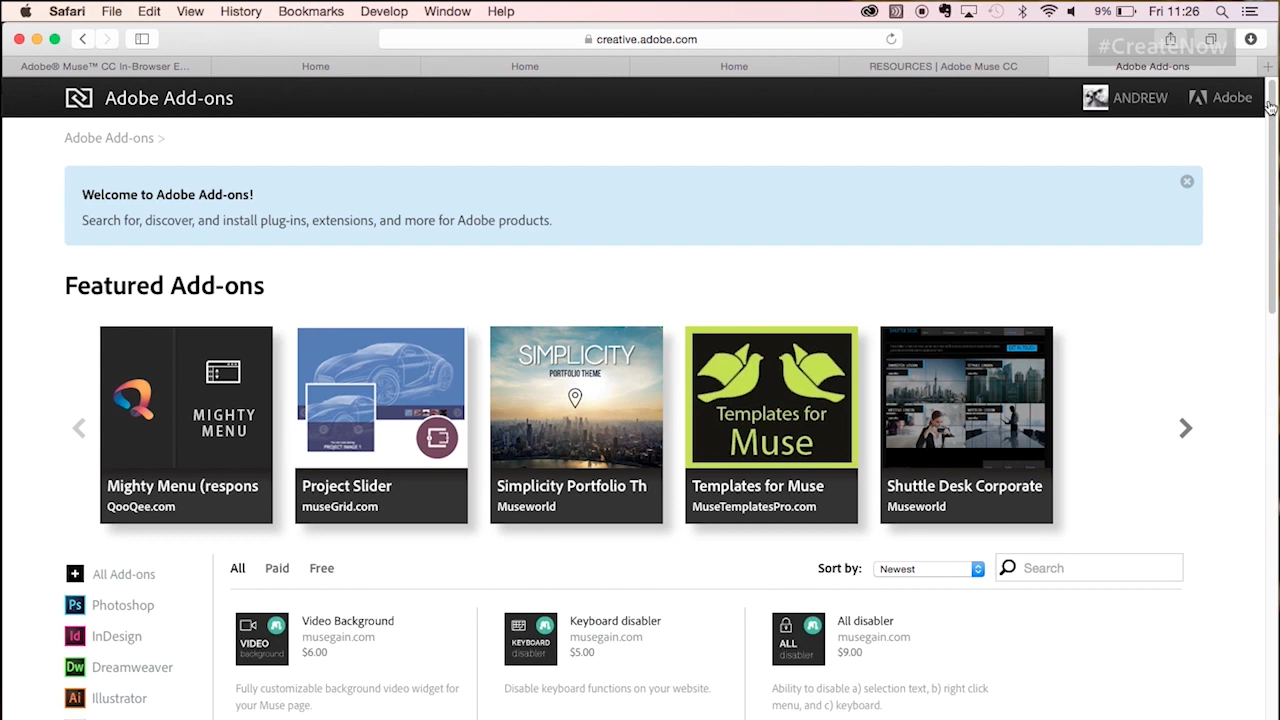 Safari File Edit View History Bookmarks Develop Window Help 9% Fri 11:26
creative.adobe.com
#CreateNow
Adobe® Muse™ CC In-Browser E... Home Home Home RESOURCES | Adobe Muse CC Adobe Add-ons
Adobe Add-ons ANDREW Adobe
Adobe Add-ons >
Welcome to Adobe Add-ons!
Search for, discover, and install plug-ins, extensions, and more for Adobe products.
Featured Add-ons
MIGHTY
MENU
Mighty Menu (respons
QooQee.com
Project Slider
museGrid.com
SIMPLICITY
PORTFOLIO THEME
Simplicity Portfolio Th
Museworld
Templates for
Muse
Templates for Muse
MuseTemplatesPro.com
Shuttle Desk Corporate
Museworld
All Add-ons
Ps Photoshop
Id InDesign
Dw Dreamweaver
Ai Illustrator
All Paid Free Sort by: Newest Search
VIDEO
background
Video Background
musegain.com
$6.00
Fully customizable background video widget for
your Muse page.
KEYBOARD
disabler
Keyboard disabler
musegain.com
$5.00
Disable keyboard functions on your website.
ALL
disabler
All disabler
musegain.com
$9.00
Ability to disable a) selection text, b) right click
menu, and c) keyboard.